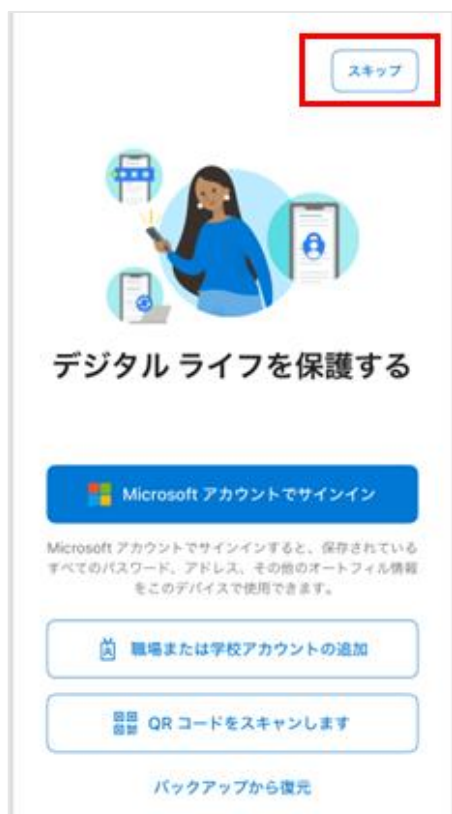 スキップ
デジタル ライフを保護する
Microsoft アカウントでサインイン
Microsoft アカウントでサインインすると、保存されている
すべてのパスワード、アドレス、その他のオートフィル情報
をこのデバイスで使用できます。
職場または学校アカウントの追加
QR コードをスキャンします
バックアップから復元